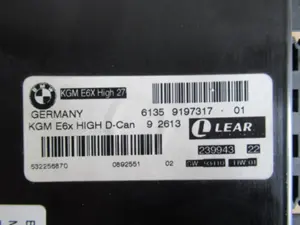 KGM E6X High 27
GERMANY 6135 9197317 · 01
KGM E6x HIGH D-Can 9 2613
LEAR
239943 22
532256870 0892551 02